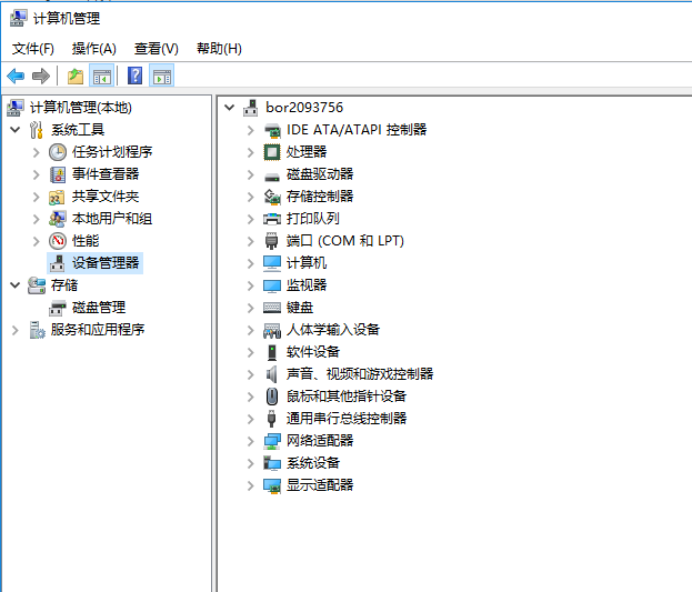 计算机管理
文件(F) 操作(A) 查看(V) 帮助(H)
计算机管理(本地)
系统工具
任务计划程序
事件查看器
共享文件夹
本地用户和组
性能
设备管理器
存储
磁盘管理
服务和应用程序
bor2093756
IDE ATA/ATAPI 控制器
处理器
磁盘驱动器
存储控制器
打印队列
端口 (COM 和 LPT)
计算机
监视器
键盘
人体学输入设备
软件设备
声音、视频和游戏控制器
鼠标和其他指针设备
通用串行总线控制器
网络适配器
系统设备
显示适配器